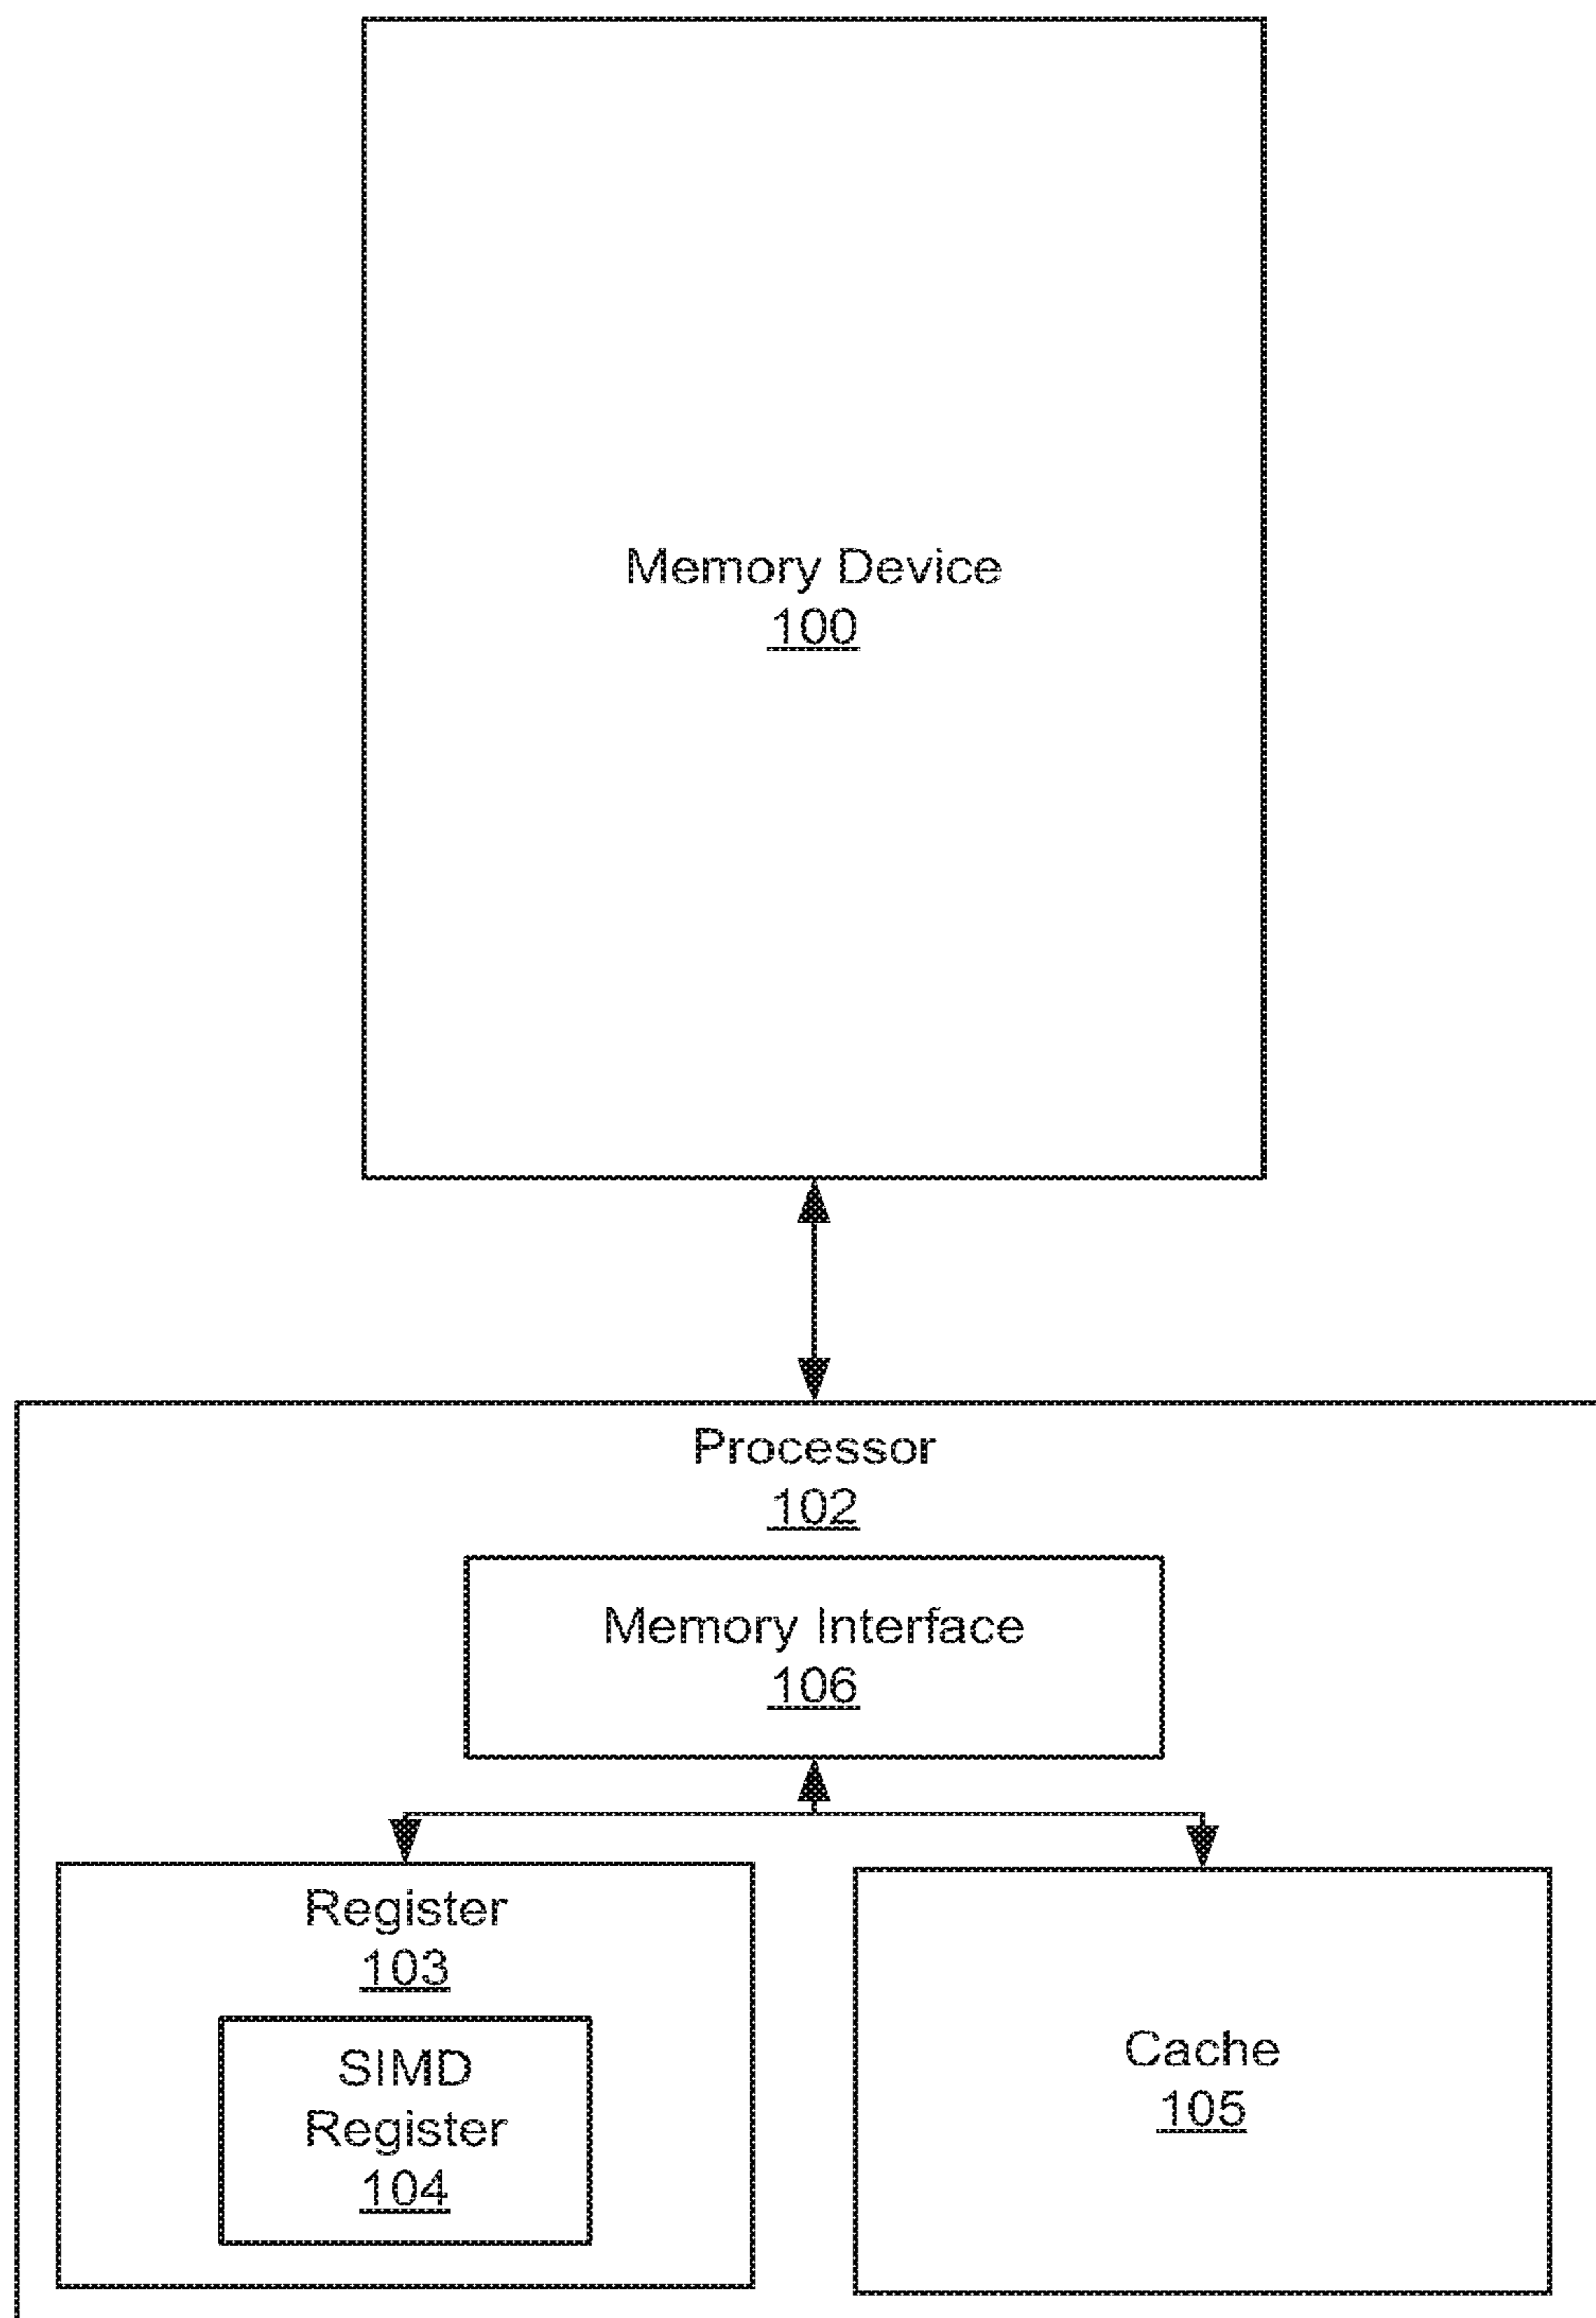 Memory Device
100
Processor
102
Memory Interface
106
Register
103
SIMD
Register
104
Cache
105